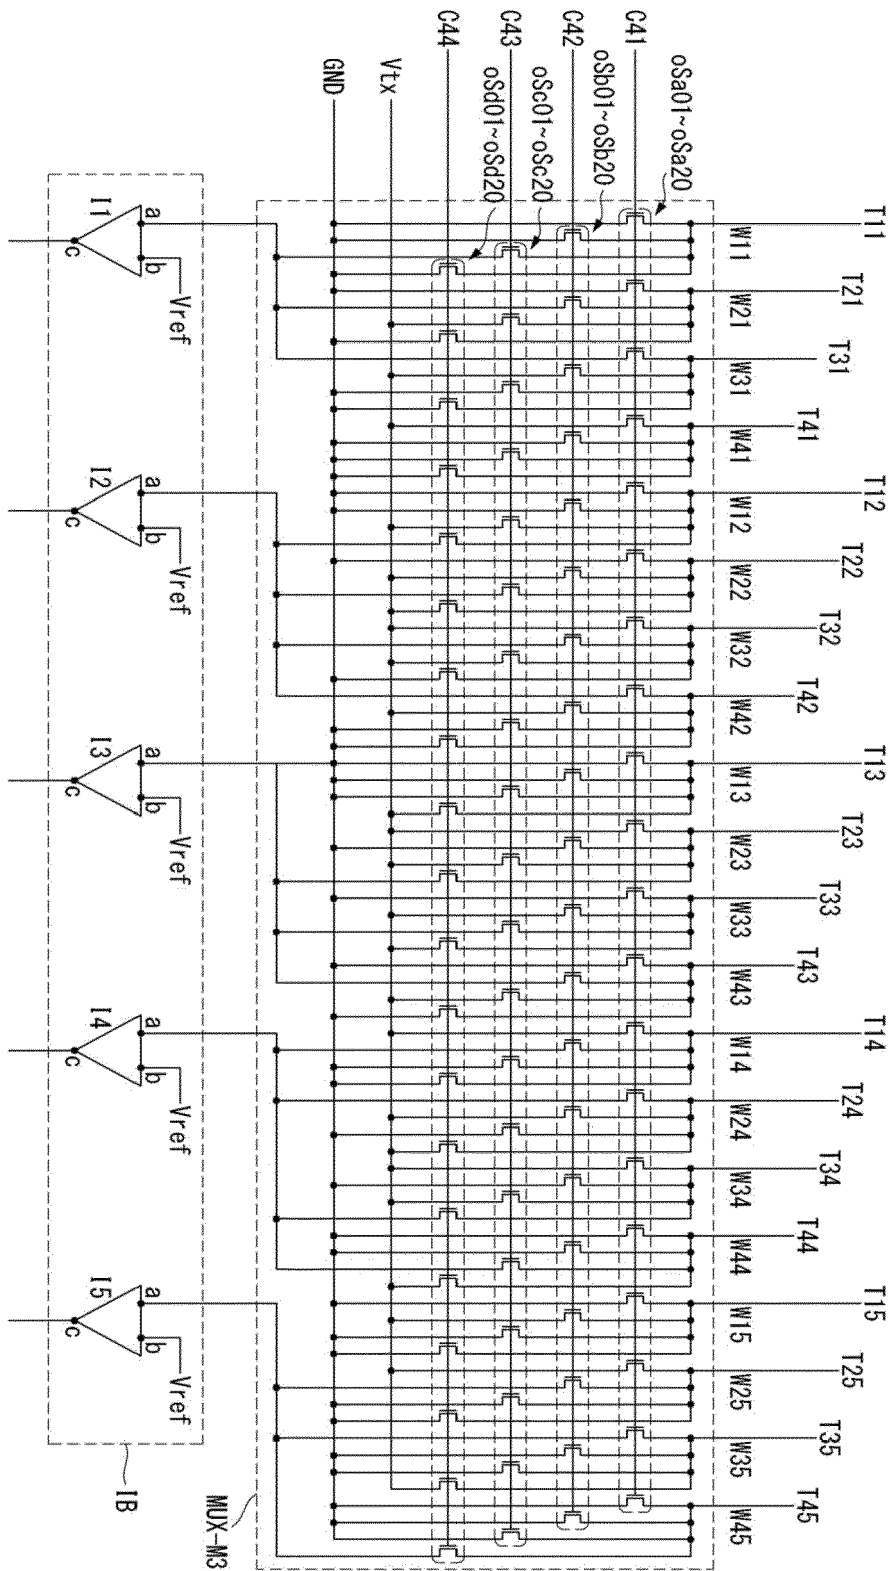 C41
C42
C43
C44
Vtx
GND
oSa01~oSa20
oSb01~oSb20
oSc01~oSc20
oSd01~oSd20
T11
T21
T31
T41
T12
T22
T32
T42
T13
T23
T33
T43
T14
T24
T34
T44
T15
T25
T35
T45
W11
W21
W31
W41
W12
W22
W32
W42
W13
W23
W33
W43
W14
W24
W34
W44
W15
W25
W35
W45
I1
a
b
c
Vref
I2
a
b
c
Vref
I3
a
b
c
Vref
I4
a
b
c
Vref
I5
a
b
c
Vref
IB
MUX-M3